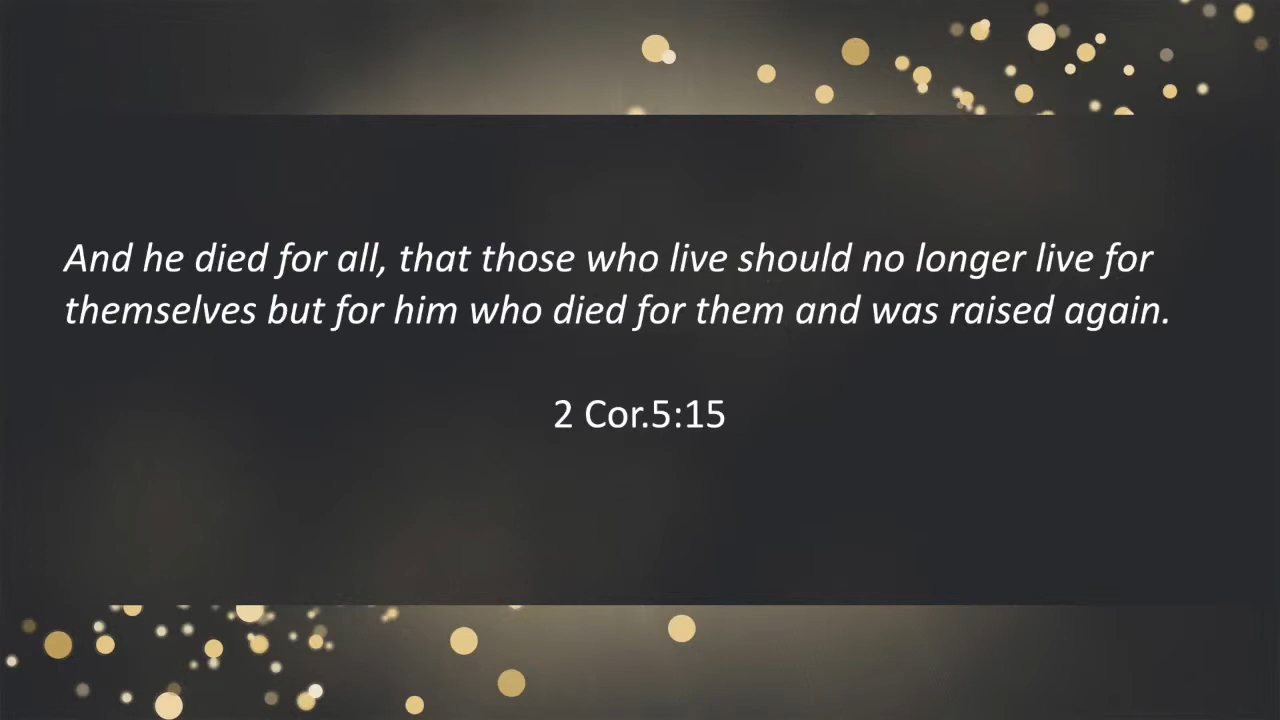 And he died for all, that those who live should no longer live for
themselves but for him who died for them and was raised again.
2 Cor.5:15